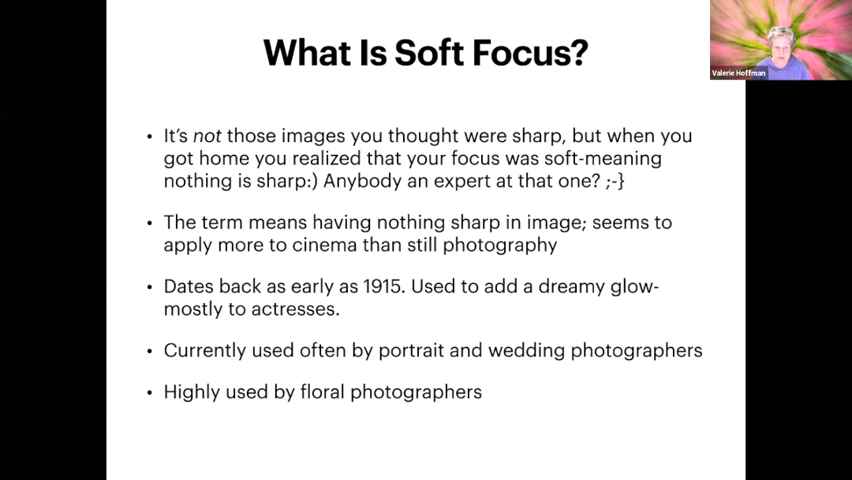 What Is Soft Focus?
Valerie Hoffman
• It's not those images you thought were sharp, but when you
got home you realized that your focus was soft-meaning
nothing is sharp:) Anybody an expert at that one? ;-}
• The term means having nothing sharp in image; seems to
apply more to cinema than still photography
• Dates back as early as 1915. Used to add a dreamy glow-
mostly to actresses.
• Currently used often by portrait and wedding photographers
• Highly used by floral photographers